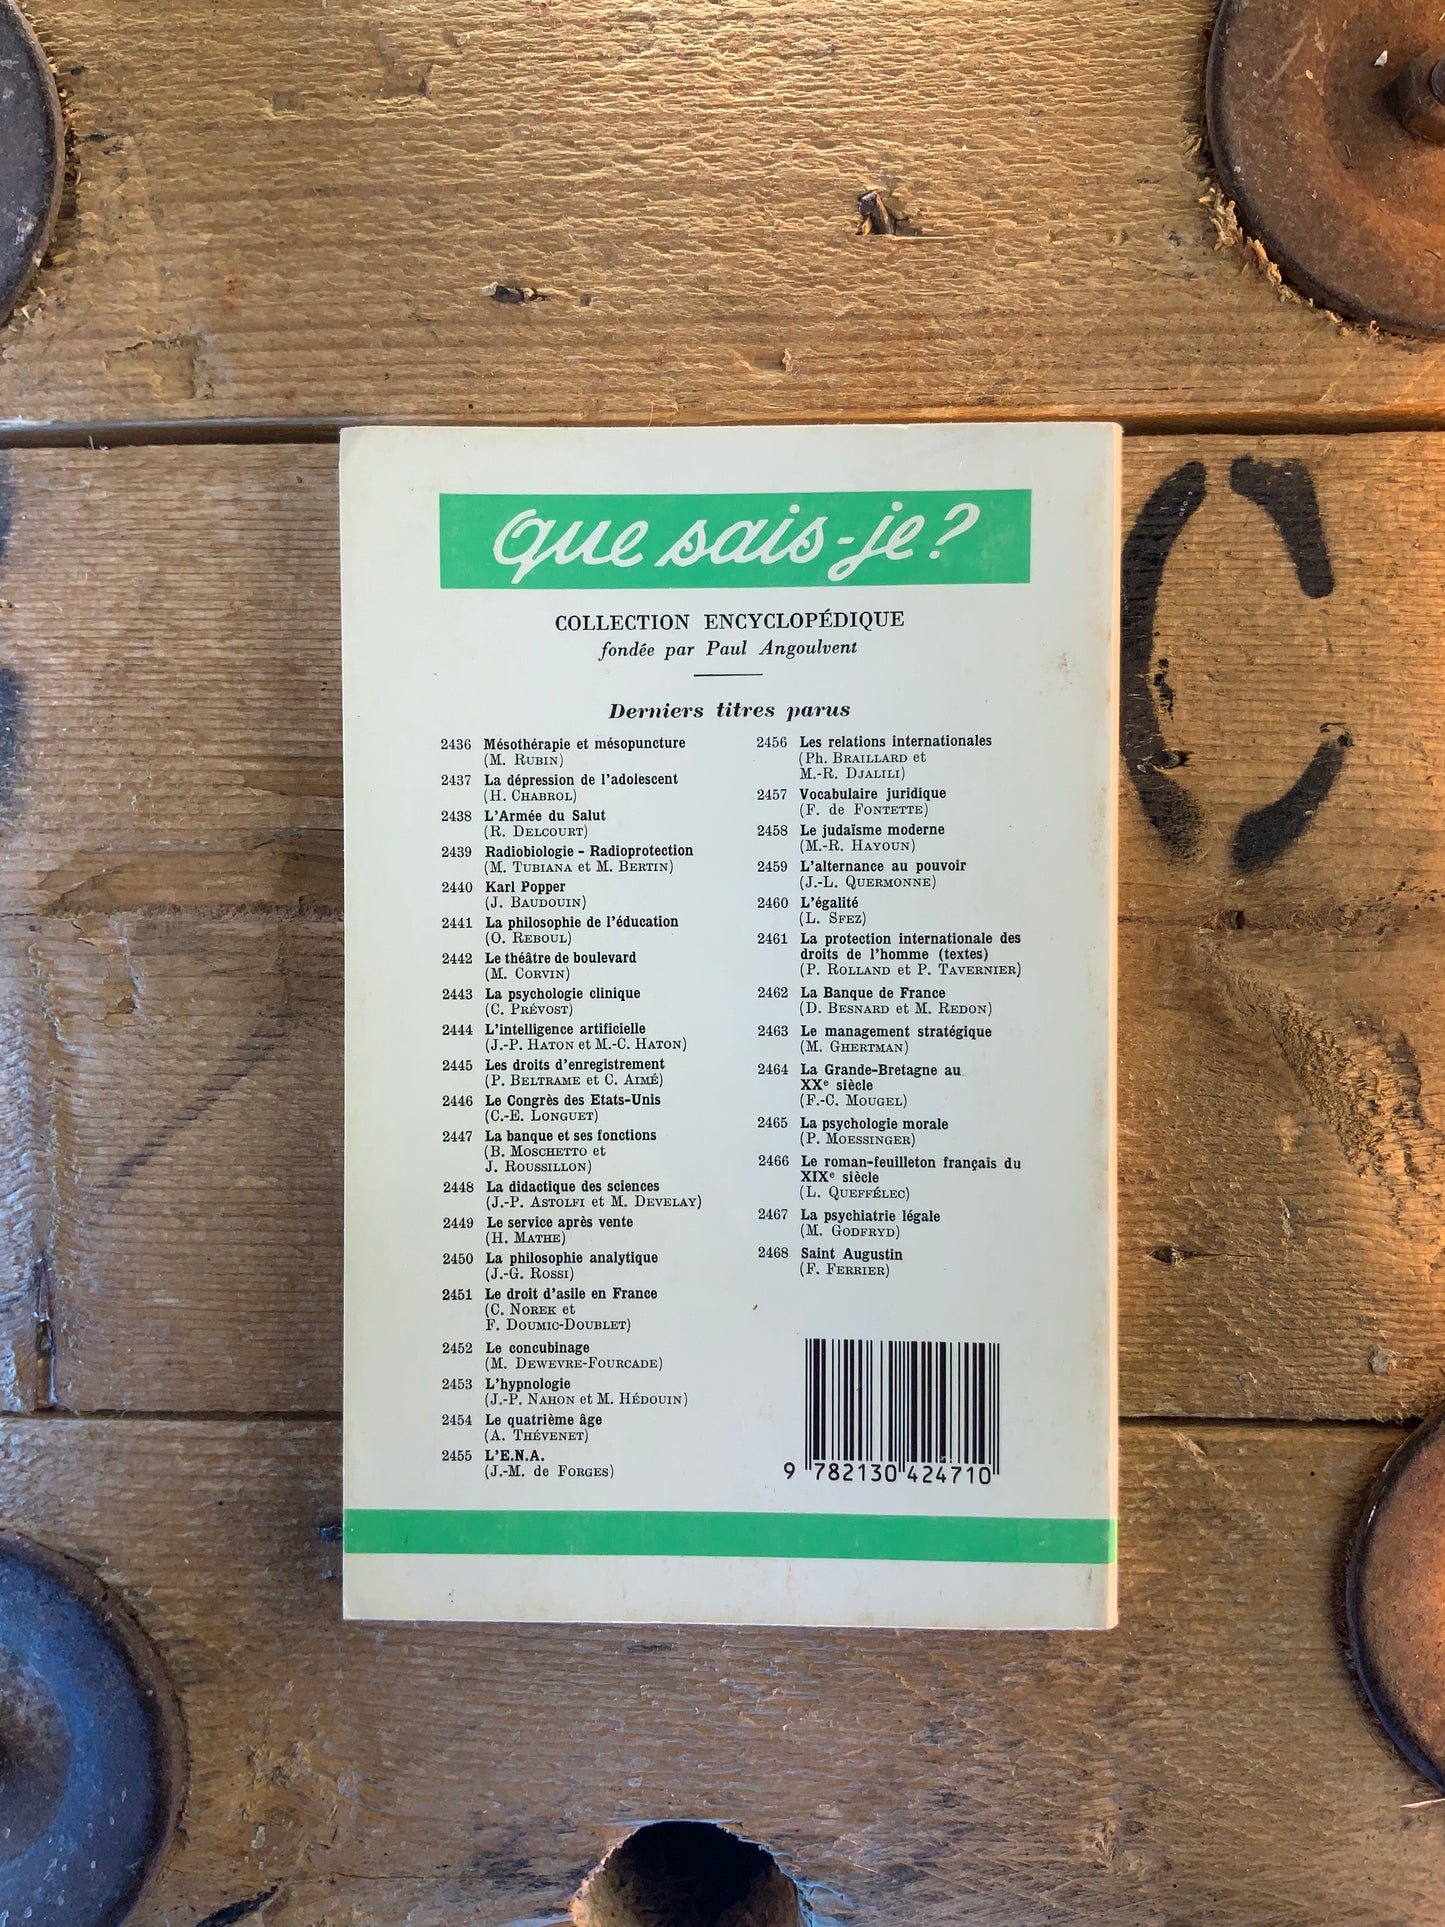 que sais-je?
COLLECTION ENCYCLOPÉDIQUE
fondée par Paul Angoulvent
Derniers titres parus
2436 Mésothérapie et mésopuncture
(M. RUBIN)
2437 La dépression de l'adolescent
(H. CHABROL)
2438 L'Armée du Salut
(R. DELCOURT)
2439 Radiobiologie - Radioprotection
(M. TUBIANA et M. BERTIN)
2440 Karl Popper
(J. BAUDOUIN)
2441 La philosophie de l'éducation
(O. REBOUL)
2442 Le théâtre de boulevard
(M. CORVIN)
2443 La psychologie clinique
(C. PRÉVOST)
2444 L'intelligence artificielle
(J.-P. HATON et M.-C. HATON)
2445 Les droits d'enregistrement
(P. BELTRAME et C. AIMÉ)
2446 Le Congrès des Etats-Unis
(C.-E. LONGUET)
2447 La banque et ses fonctions
(B. MOSCHETTO et
J. ROUSSILLON)
2448 La didactique des sciences
(J.-P. ASTOLFI et M. DEVELAY)
2449 Le service après vente
(H. MATHE)
2450 La philosophie analytique
(J.-G. ROSSI)
2451 Le droit d'asile en France
(C. NOREK et
F. DOUMIC-DOUBLET)
2452 Le concubinage
(M. DEWEVRE-FOURCADE)
2453 L'hypnologie
(J.-P. NAHON et M. HÉDOUIN)
2454 Le quatrième âge
(A. THÉVENET)
2455 L'E.N.A.
(J.-M. de FORGES)
2456 Les relations internationales
(Ph. BRAILLARD et
M.-R. DJALILI)
2457 Vocabulaire juridique
(F. de FONTETTE)
2458 Le judaïsme moderne
(M.-R. HAYOUN)
2459 L'alternance au pouvoir
(J.-L. QUERMONNE)
2460 L'égalité
(L. SFEZ)
2461 La protection internationale des
droits de l'homme (textes)
(P. ROLLAND et P. TAVERNIER)
2462 La Banque de France
(D. BESNARD et M. REDON)
2463 Le management stratégique
(M. GHERTMAN)
2464 La Grande-Bretagne au
XXe siècle
(F.-C. MOUGEL)
2465 La psychologie morale
(P. MOESSINGER)
2466 Le roman-feuilleton français du
XIXe siècle
(L. QUEFFÉLEC)
2467 La psychiatrie légale
(M. GODFRYD)
2468 Saint Augustin
(F. FERRIER)
9 782130 424710
C